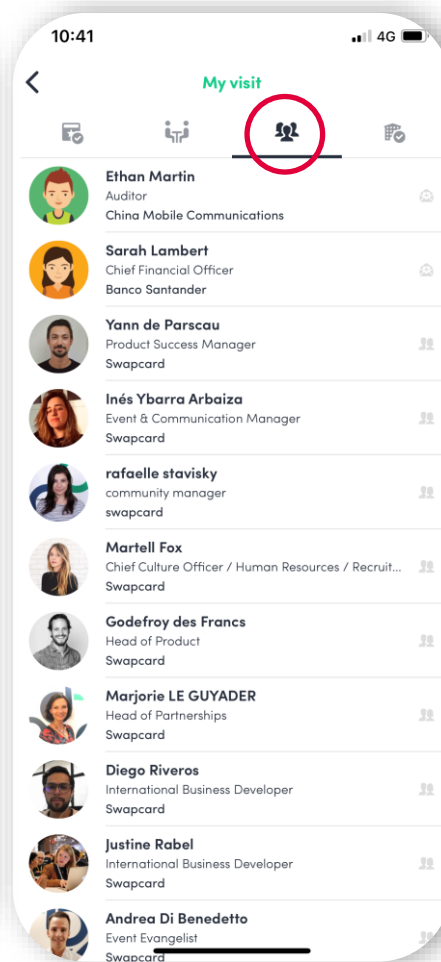 10:41
4G
My visit
Ethan Martin
Auditor
China Mobile Communications
Sarah Lambert
Chief Financial Officer
Banco Santander
Yann de Parscau
Product Success Manager
Swapcard
Inés Ybarra Arbaiza
Event & Communication Manager
Swapcard
rafaelle stavisky
community manager
swapcard
Martell Fox
Chief Culture Officer / Human Resources / Recruit...
Swapcard
Godefroy des Francs
Head of Product
Swapcard
Marjorie LE GUYADER
Head of Partnerships
Swapcard
Diego Riveros
International Business Developer
Swapcard
Justine Rabel
International Business Developer
Swapcard
Andrea Di Benedetto
Event Evangelist
Swapcard